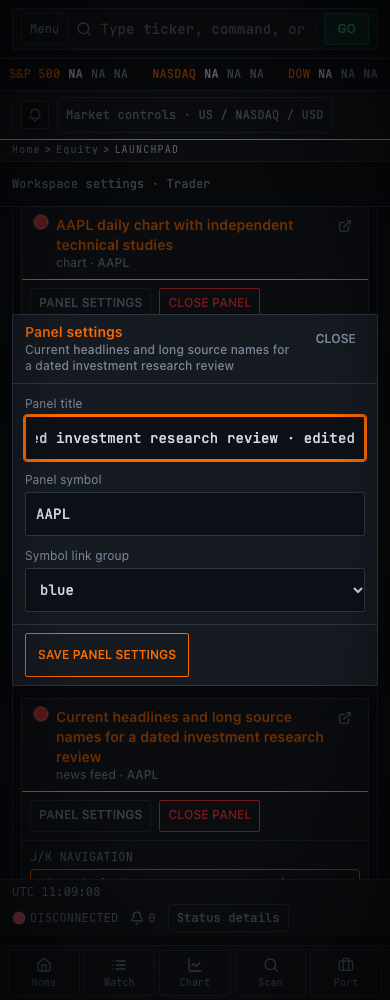 Menu
Type ticker, command, or
GO
S&P 500 NA NA NA NASDAQ NA NA NA DOW NA NA NA
Market controls · US / NASDAQ / USD
Home > Equity > LAUNCHPAD
Workspace settings · Trader
AAPL daily chart with independent
technical studies
chart · AAPL
PANEL SETTINGS
CLOSE PANEL
Panel settings
Current headlines and long source names for
a dated investment research review
CLOSE
Panel title
ed investment research review · edited
Panel symbol
AAPL
Symbol link group
blue
SAVE PANEL SETTINGS
Current headlines and long source
names for a dated investment research
review
news feed · AAPL
PANEL SETTINGS
CLOSE PANEL
J/K NAVIGATION
UTC 11:09:08
DISCONNECTED
0
Status details
Home
Watch
Chart
Scan
Port